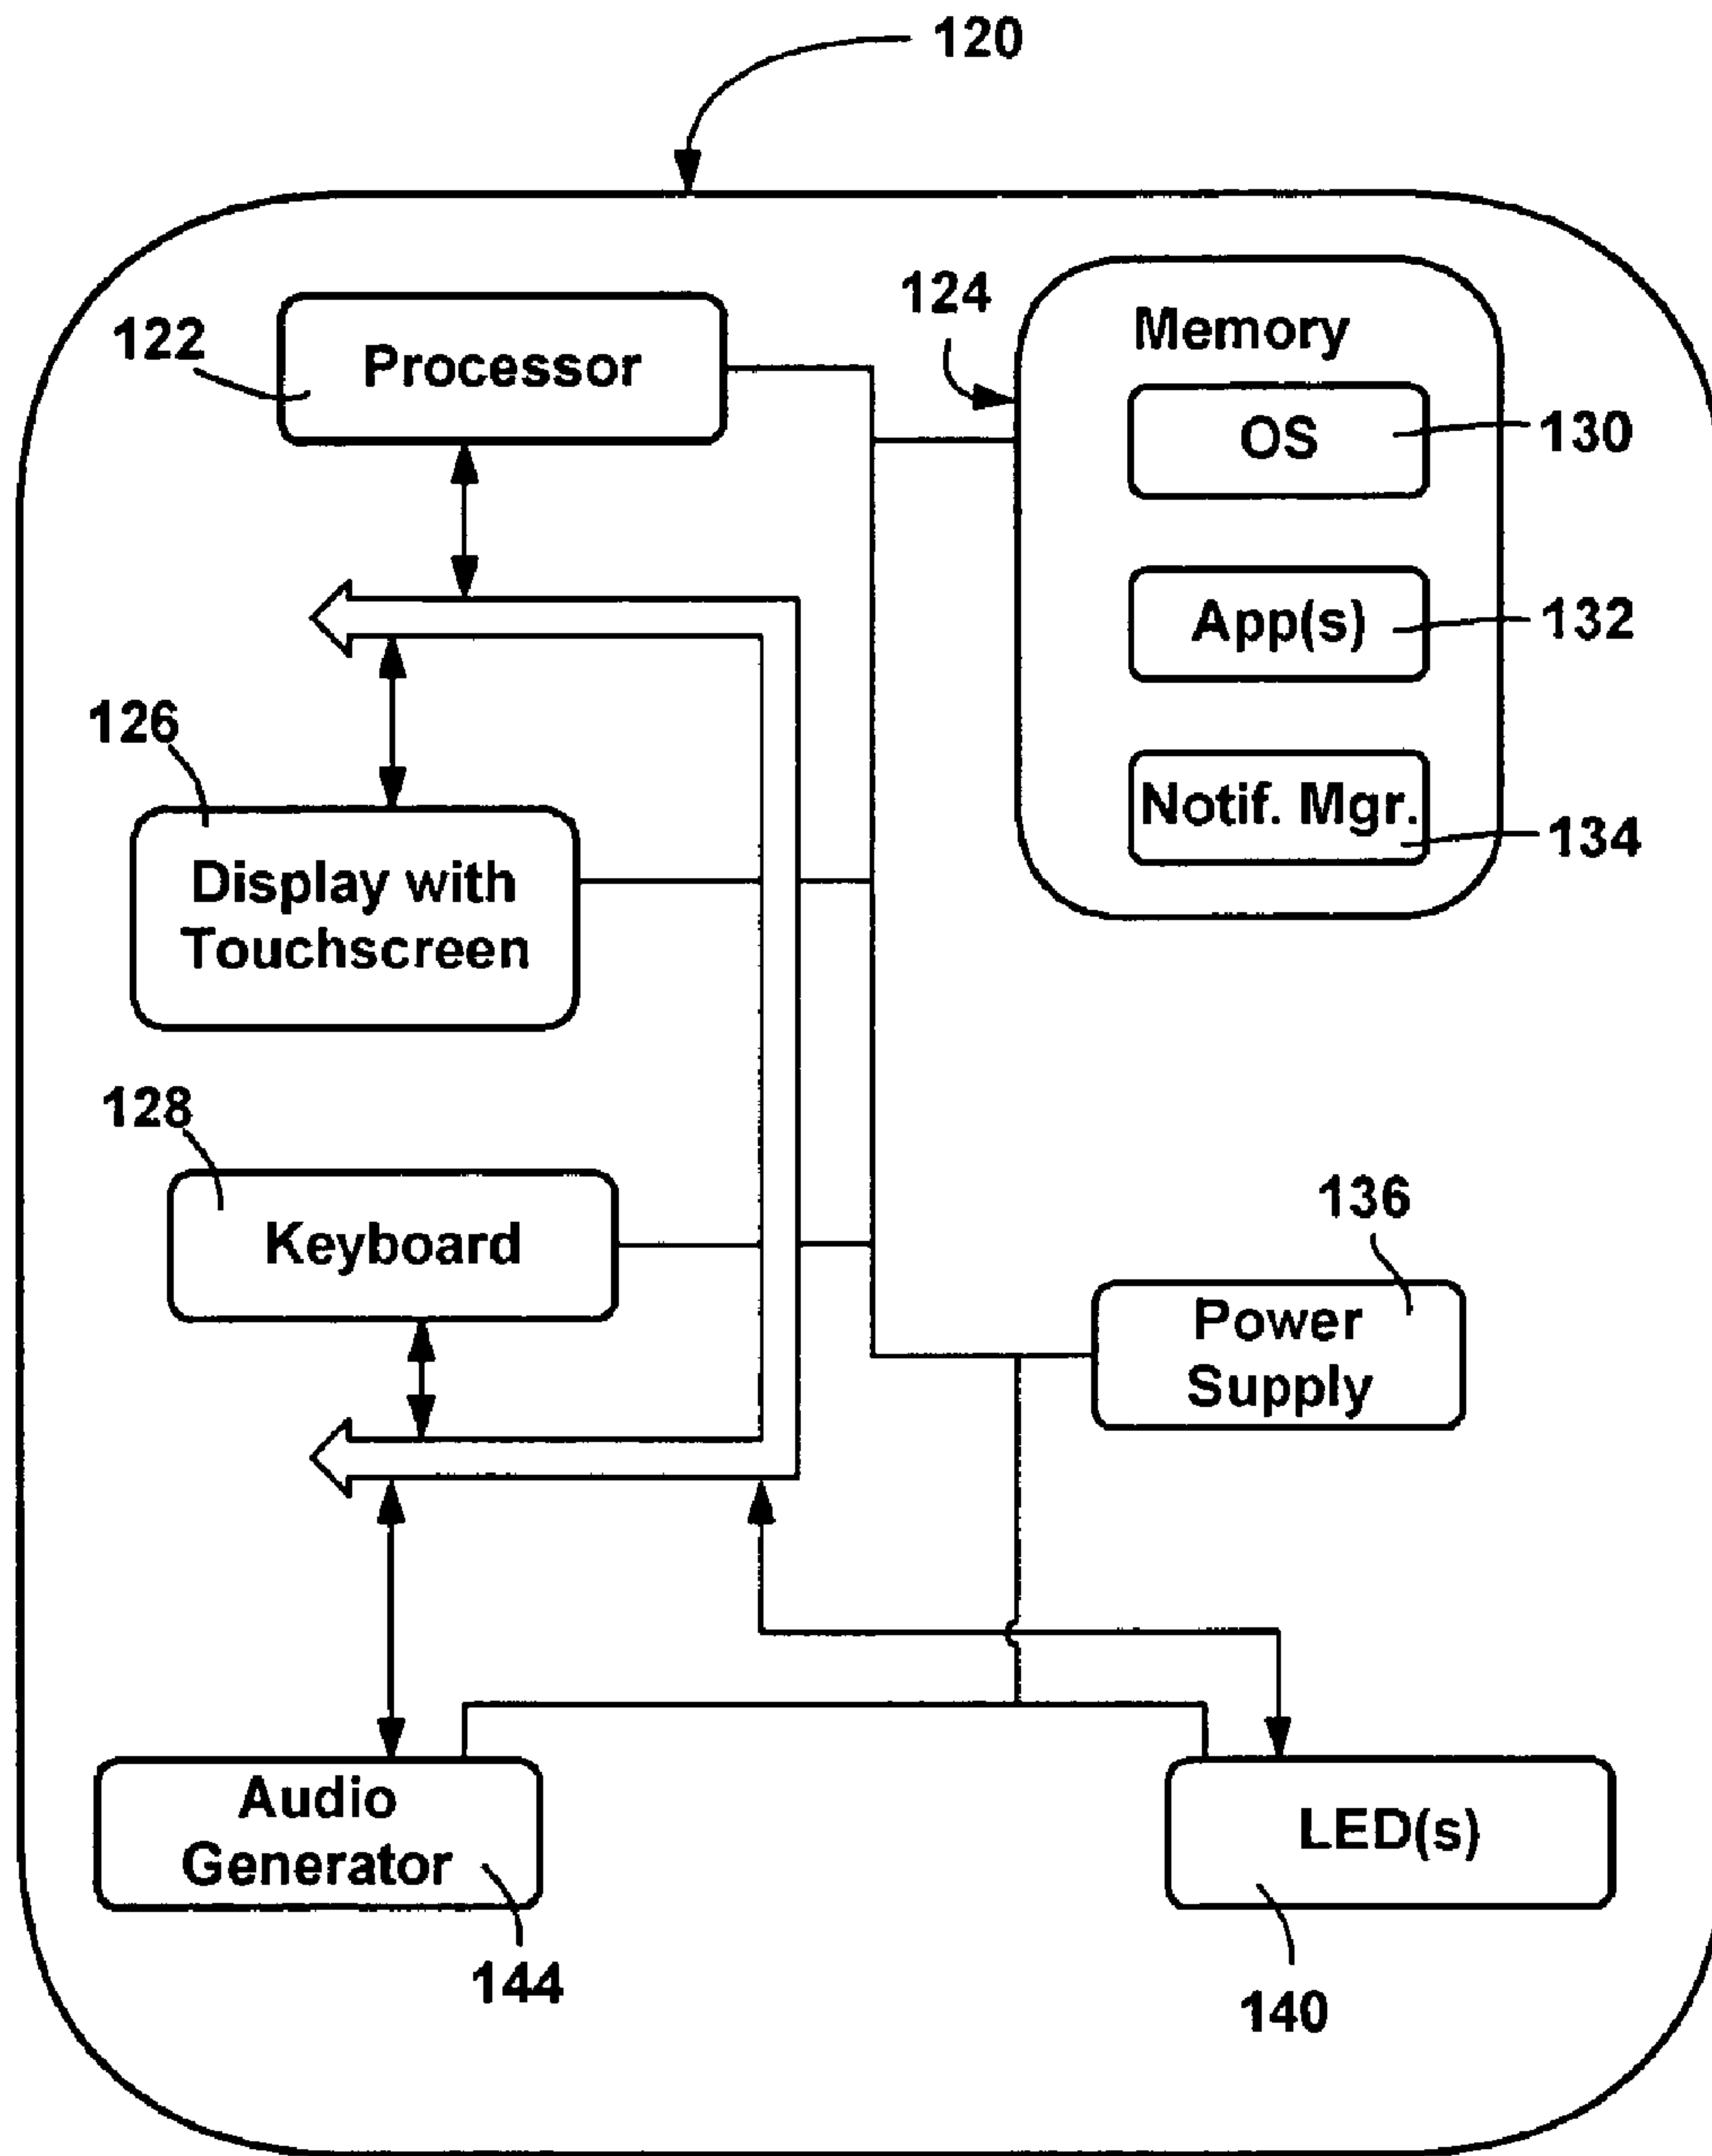 120
124
Memory
122
Processor
OS
130
App(s)
132
126
Notif. Mgr.
134
Display with
Touchscreen
128
Keyboard
136
Power
Supply
Audio
Generator
LED(s)
144
140